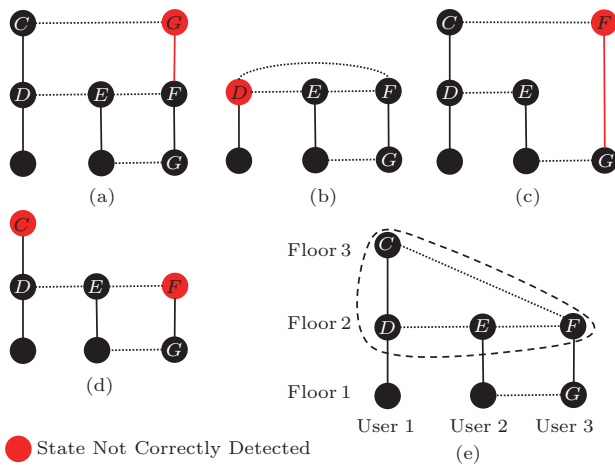 C G
D E F
G
(a)
D E F
G
(b)
C F
D E
G
(c)
C
D E F
G
(d)
Floor 3 C
Floor 2 D E F
Floor 1 G
User 1 User 2 User 3
(e)
State Not Correctly Detected